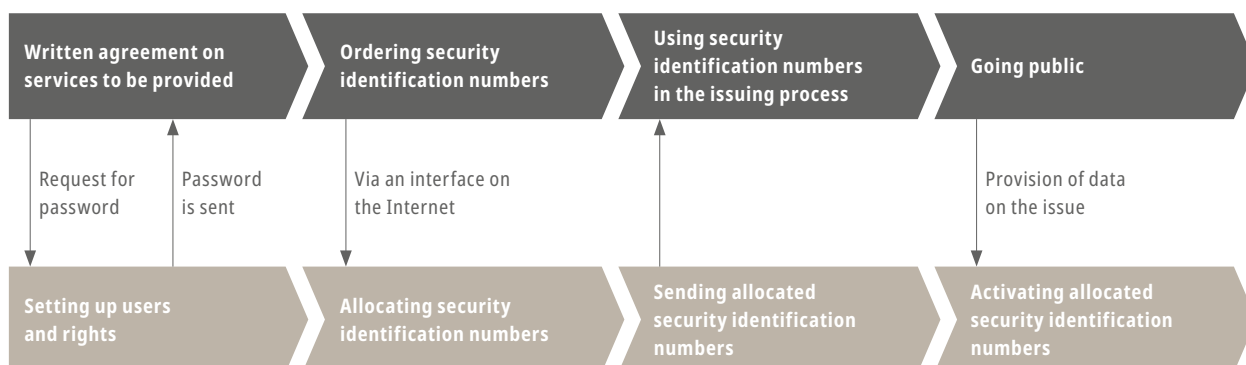 Written agreement on
services to be provided
Ordering security
identification numbers
Using security
identification numbers
in the issuing process
Going public
Request for
password
Password
is sent
Via an interface on
the Internet
Provision of data
on the issue
Setting up users
and rights
Allocating security
identification numbers
Sending allocated
security identification
numbers
Activating allocated
security identification
numbers